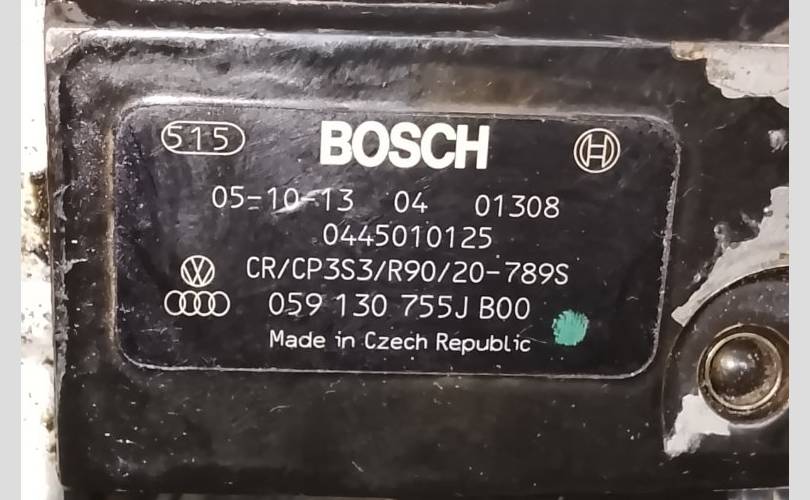 515 BOSCH
05-10-13 04 01308
0445010125
CR/CP3S3/R90/20-789S
059 130 755J B00
Made in Czech Republic